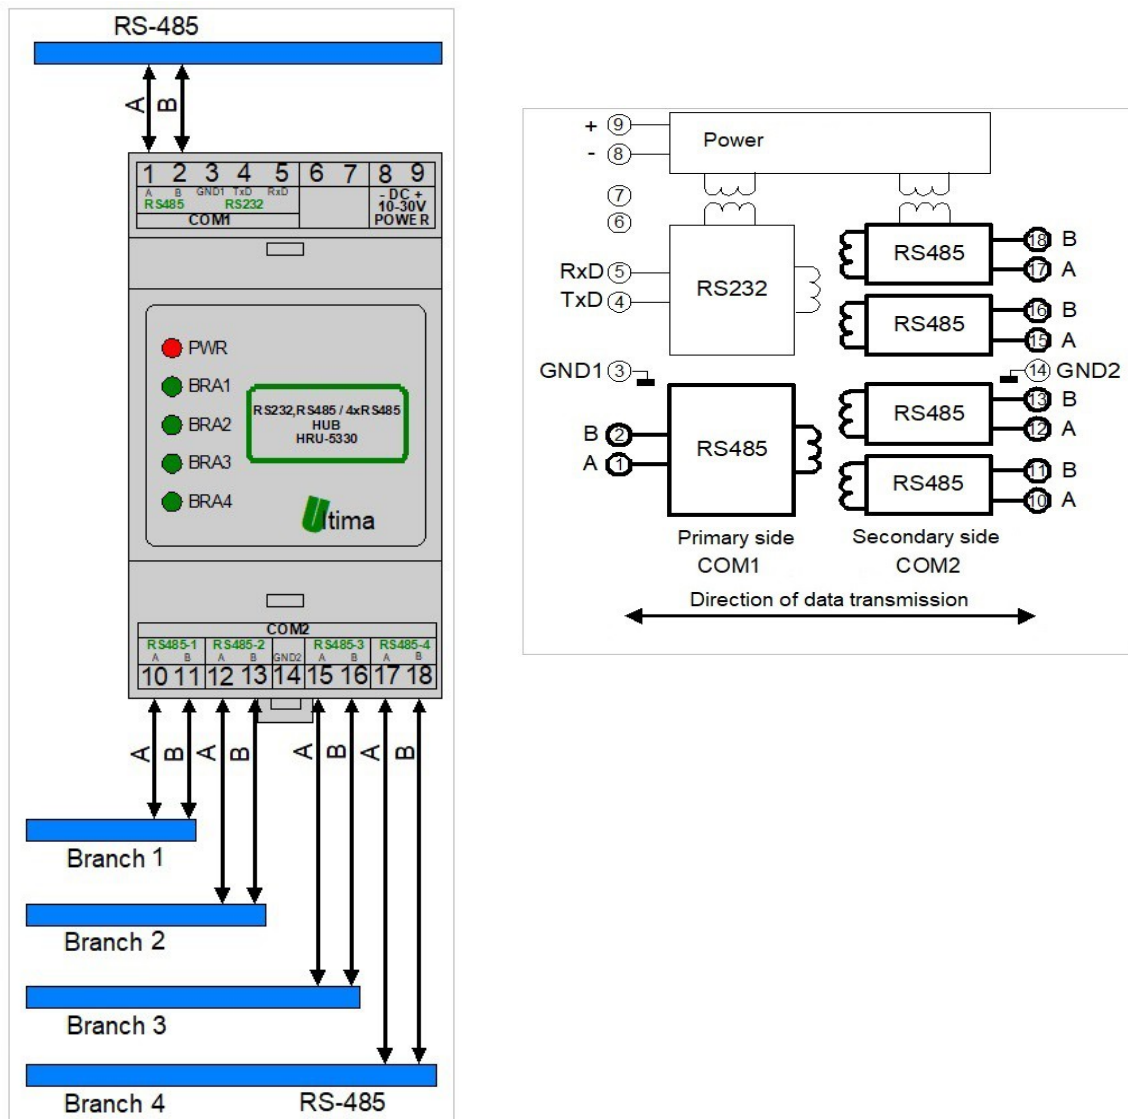 RS-485
A B
1 2 3 4 5 6 7 8 9
A B GND1 TxD RxD
RS485 RS232
COM1
- DC +
10-30V
POWER
PWR
BRA1
BRA2
BRA3
BRA4
RS232,RS485 / 4xRS485
HUB
HRU-5330
Ultima
COM2
RS485-1 RS485-2 RS485-3 RS485-4
A B A B GND2 A B A B
10 11 12 13 14 15 16 17 18
A B A B A B A B
Branch 1
Branch 2
Branch 3
Branch 4 RS-485
+ 9
- 8
Power
7
6
RxD 5
TxD 4
RS232
GND1 3
B 2
A 1
RS485
RS485
18 B
17 A
RS485
16 B
15 A
14 GND2
RS485
13 B
12 A
RS485
11 B
10 A
Primary side
COM1
Secondary side
COM2
Direction of data transmission